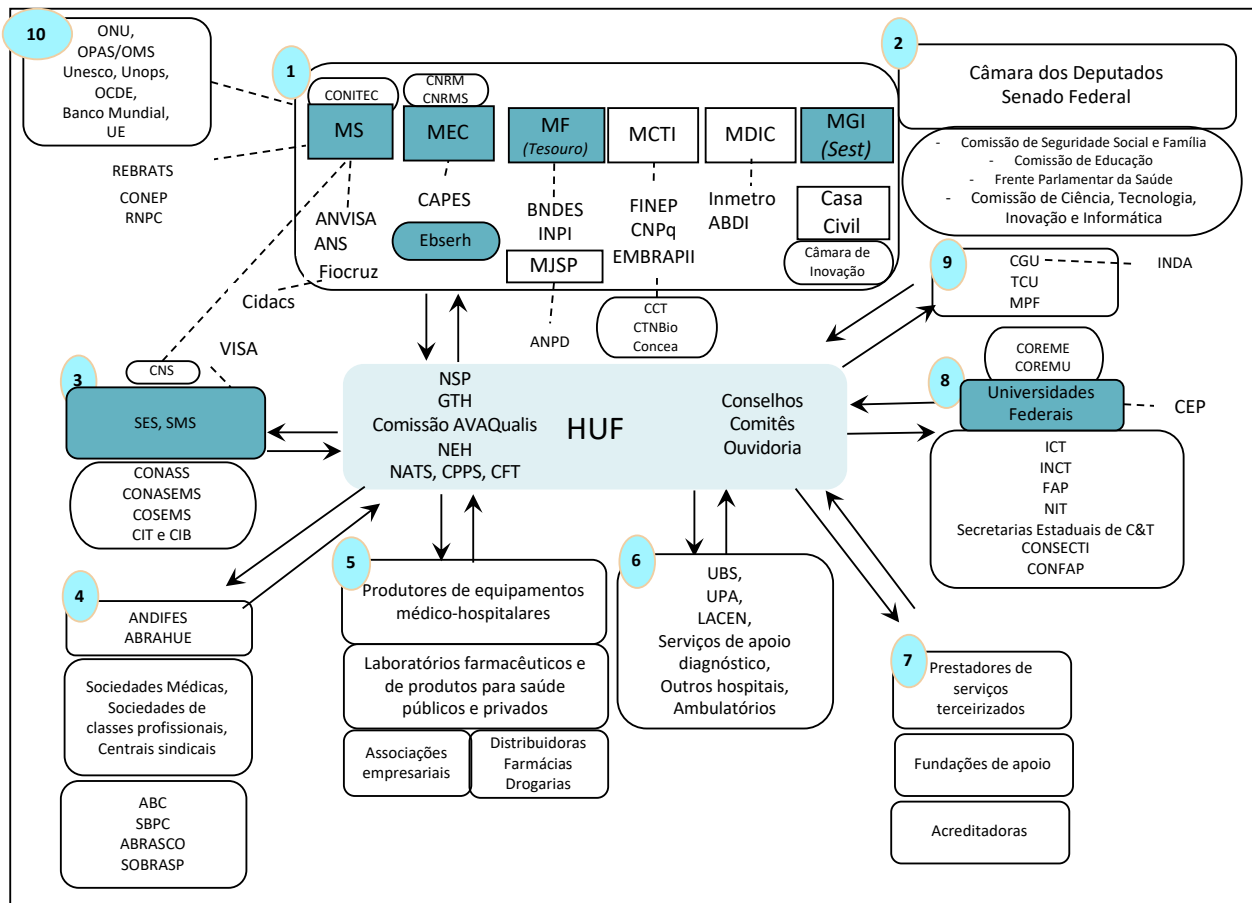 10
ONU,
OPAS/OMS
Unesco, Unops,
OCDE,
Banco Mundial,
UE
1
CONITEC
CNRM
CNRMS
MS
MEC
MF
(Tesouro)
MCTI
MDIC
MGI
(Sest)
REBRATS
CONEP
RNPC
ANVISA
ANS
Fiocruz
Cidacs
CAPES
Ebserh
BNDES
INPI
MJSP
ANPD
FINEP
CNPq
EMBRAPII
CCT
CTNBio
Concea
Inmetro
ABDI
Casa
Civil
Câmara de
Inovação
2
Câmara dos Deputados
Senado Federal
- Comissão de Seguridade Social e Família
- Comissão de Educação
- Frente Parlamentar da Saúde
- Comissão de Ciência, Tecnologia,
Inovação e Informática
9
CGU
TCU
MPF
INDA
VISA
CNS
3
SES, SMS
CONASS
CONASEMS
COSEMS
CIT e CIB
NSP
GTH
Comissão AVAQualis
NEH
NATS, CPPS, CFT
HUF
Conselhos
Comitês
Ouvidoria
COREME
COREMU
8
Universidades
Federais
CEP
ICT
INCT
FAP
NIT
Secretarias Estaduais de C&T
CONSECTI
CONFAP
4
ANDIFES
ABRAHUE
Sociedades Médicas,
Sociedades de
classes profissionais,
Centrais sindicais
ABC
SBPC
ABRASCO
SOBRASP
5
Produtores de equipamentos
médico-hospitalares
Laboratórios farmacêuticos e
de produtos para saúde
públicos e privados
Associações
empresariais
Distribuidoras
Farmácias
Drogarias
6
UBS,
UPA,
LACEN,
Serviços de apoio
diagnóstico,
Outros hospitais,
Ambulatórios
7
Prestadores de
serviços
terceirizados
Fundações de apoio
Acreditadoras